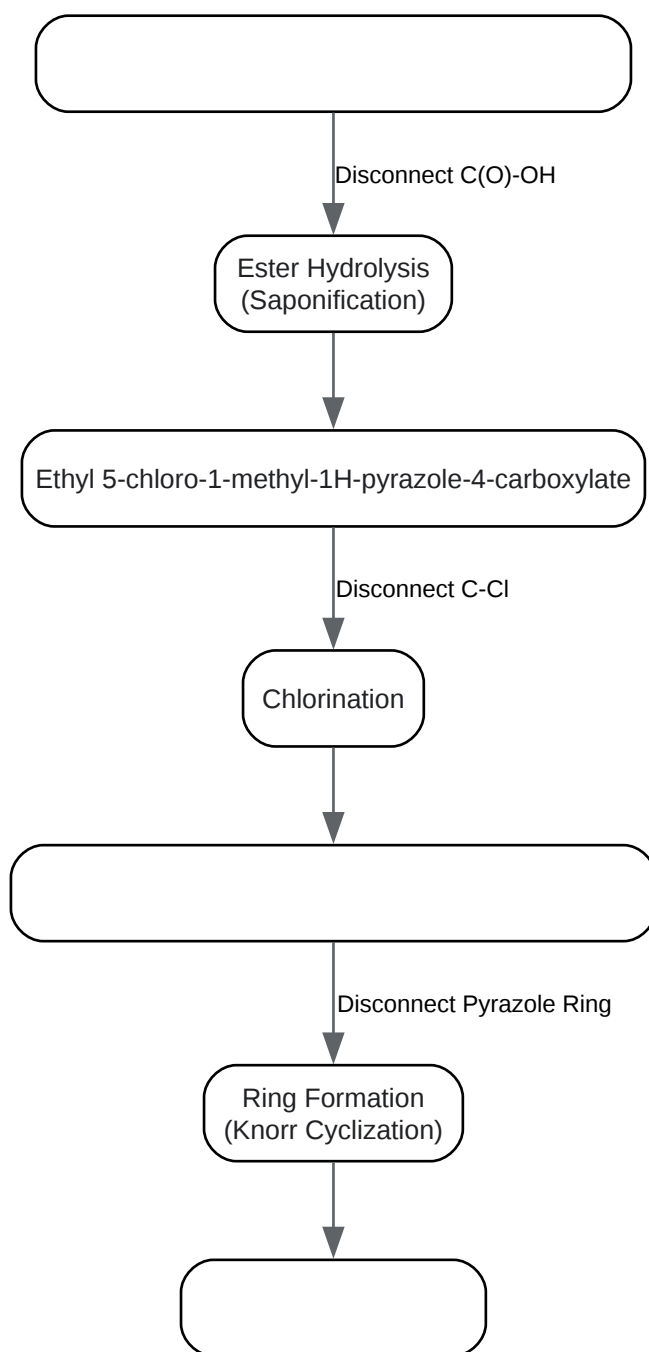 Disconnect C(O)-OH
Ester Hydrolysis
(Saponification)
Ethyl 5-chloro-1-methyl-1H-pyrazole-4-carboxylate
Disconnect C-Cl
Chlorination
Disconnect Pyrazole Ring
Ring Formation
(Knorr Cyclization)